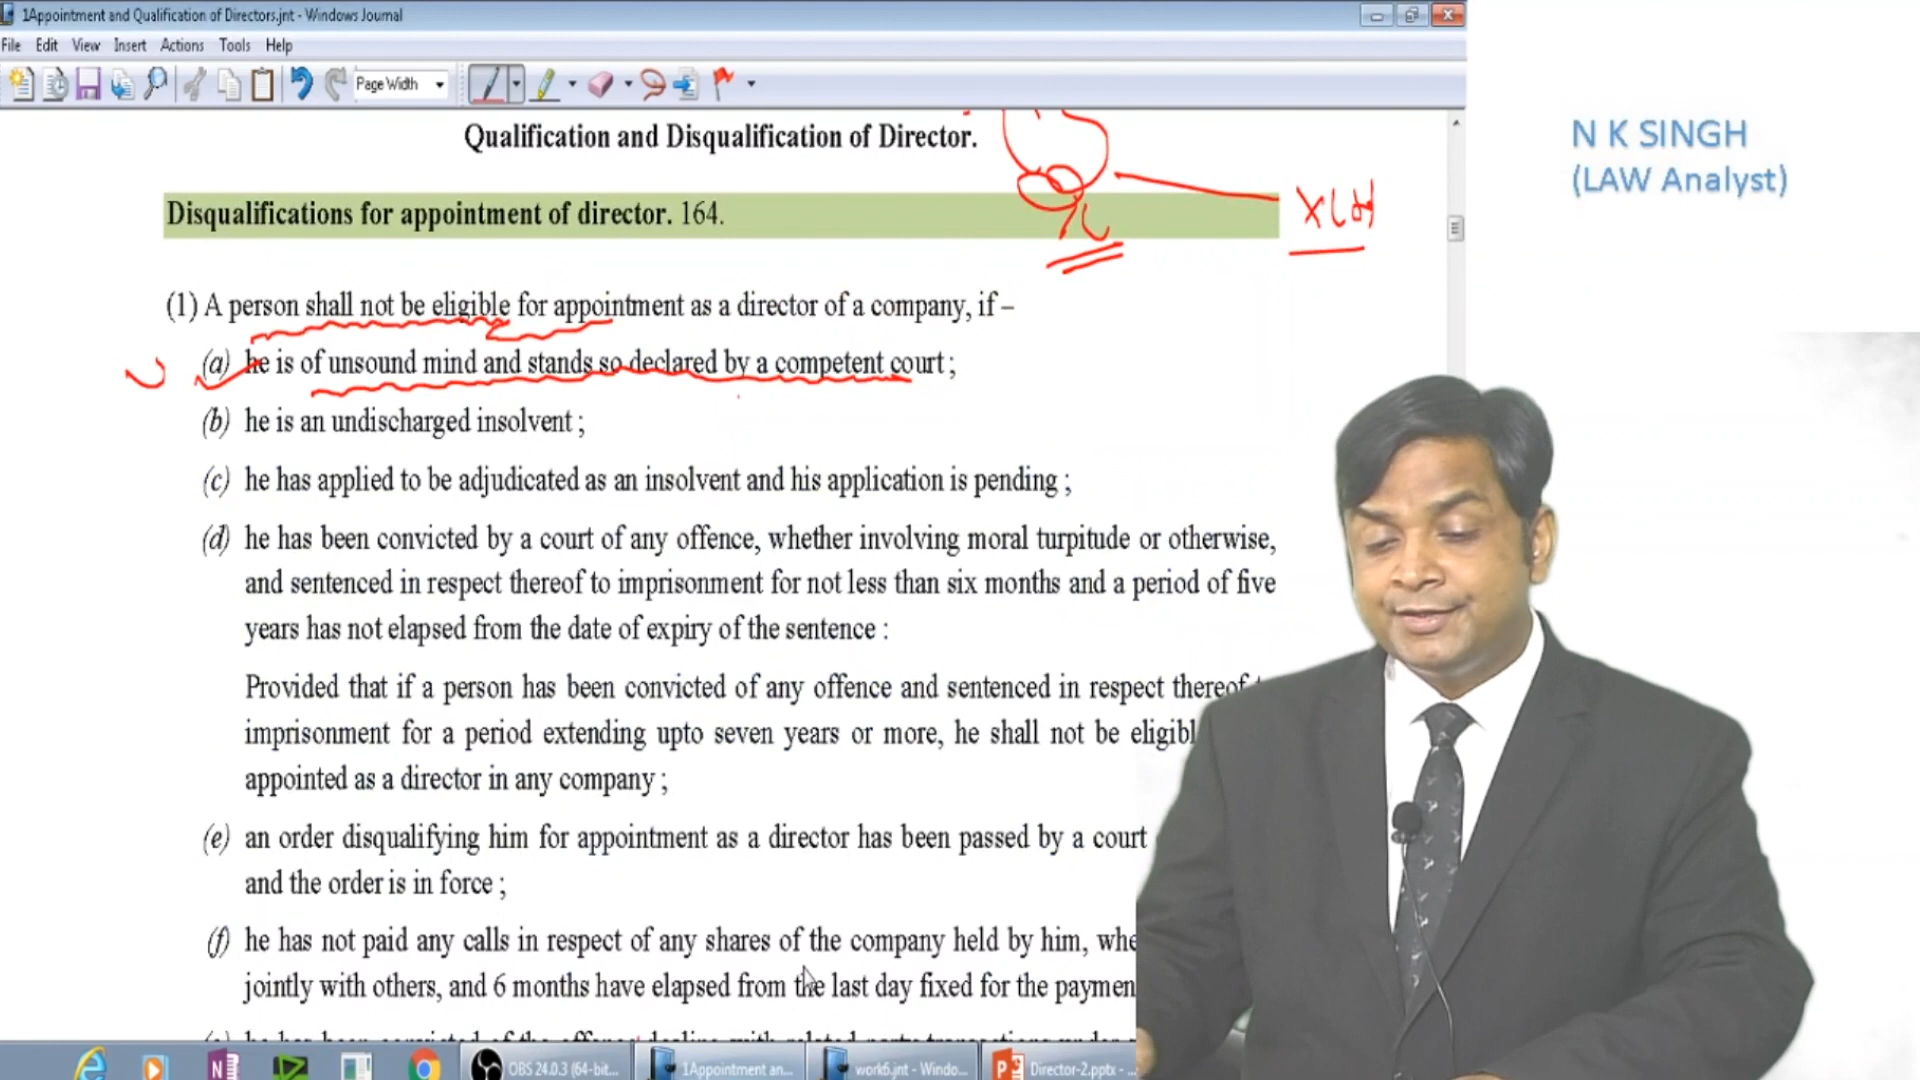 1Appointment and Qualification of Directors.jnt - Windows Journal
File Edit View Insert Actions Tools Help
Page Width
N K SINGH
(LAW Analyst)
Qualification and Disqualification of Director.
Disqualifications for appointment of director. 164.
X Ltd
(1) A person shall not be eligible for appointment as a director of a company, if –
(a) he is of unsound mind and stands so declared by a competent court ;
(b) he is an undischarged insolvent ;
(c) he has applied to be adjudicated as an insolvent and his application is pending ;
(d) he has been convicted by a court of any offence, whether involving moral turpitude or otherwise,
and sentenced in respect thereof to imprisonment for not less than six months and a period of five
years has not elapsed from the date of expiry of the sentence :
Provided that if a person has been convicted of any offence and sentenced in respect thereof
imprisonment for a period extending upto seven years or more, he shall not be eligibl
appointed as a director in any company ;
(e) an order disqualifying him for appointment as a director has been passed by a court
and the order is in force ;
(f) he has not paid any calls in respect of any shares of the company held by him, whe
jointly with others, and 6 months have elapsed from the last day fixed for the paymen
OBS 24.0.3 (64-bit... 1Appointment an... work6.jnt - Windo... Director-2.pptx - ...